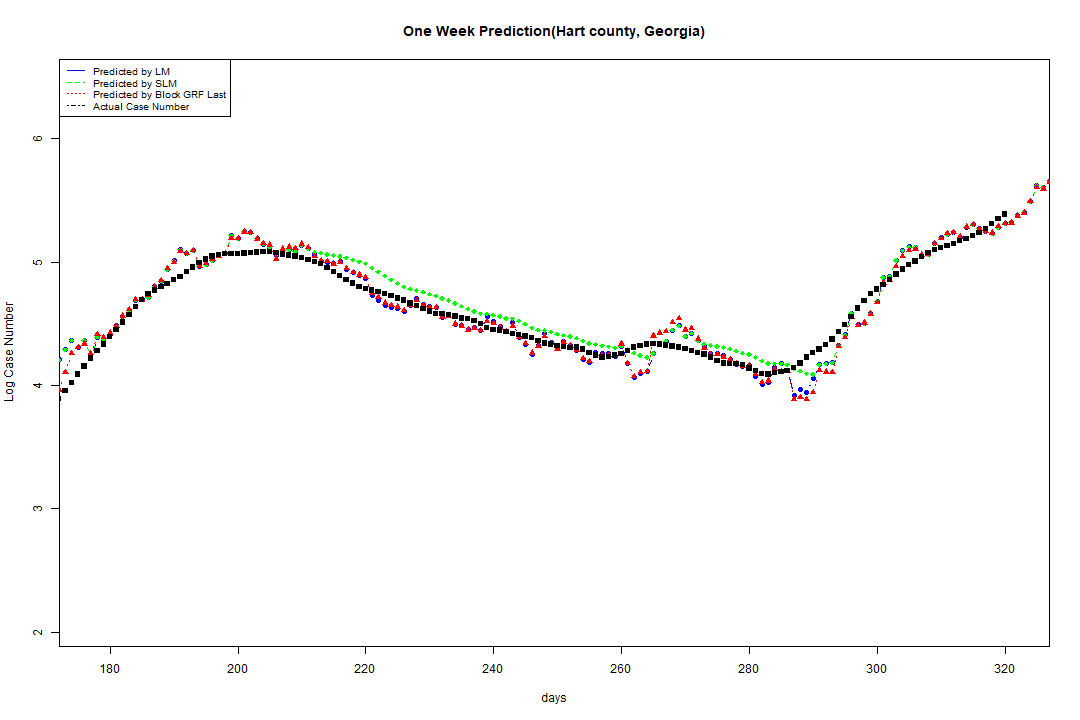 One Week Prediction(Hart county, Georgia)
Predicted by LM
Predicted by SLM
Predicted by Block GRF Last
Actual Case Number
6
5
4
3
2
Log Case Number
180 200 220 240 260 280 300 320
days